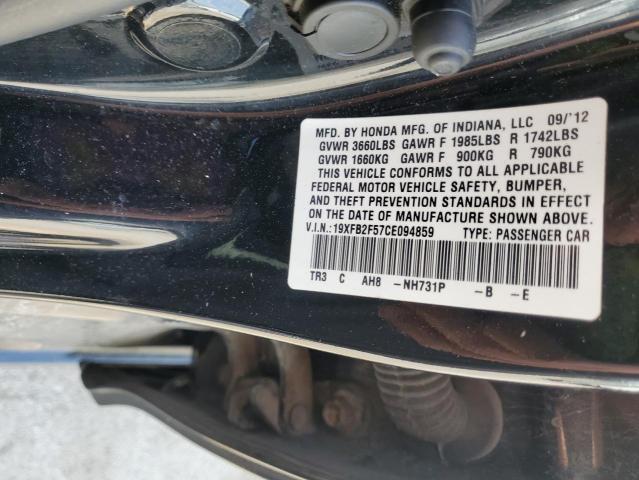 MFD. BY HONDA MFG. OF INDIANA, LLC 09/'12
GVWR 3660LBS GAWR F 1985LBS R 1742LBS
GVWR 1660KG GAWR F 900KG R 790KG
THIS VEHICLE CONFORMS TO ALL APPLICABLE
FEDERAL MOTOR VEHICLE SAFETY, BUMPER,
AND THEFT PREVENTION STANDARDS IN EFFECT
ON THE DATE OF MANUFACTURE SHOWN ABOVE.
V.I.N.: 19XFB2F57CE094859 TYPE: PASSENGER CAR
TR3 C AH8 -NH731P -B -E